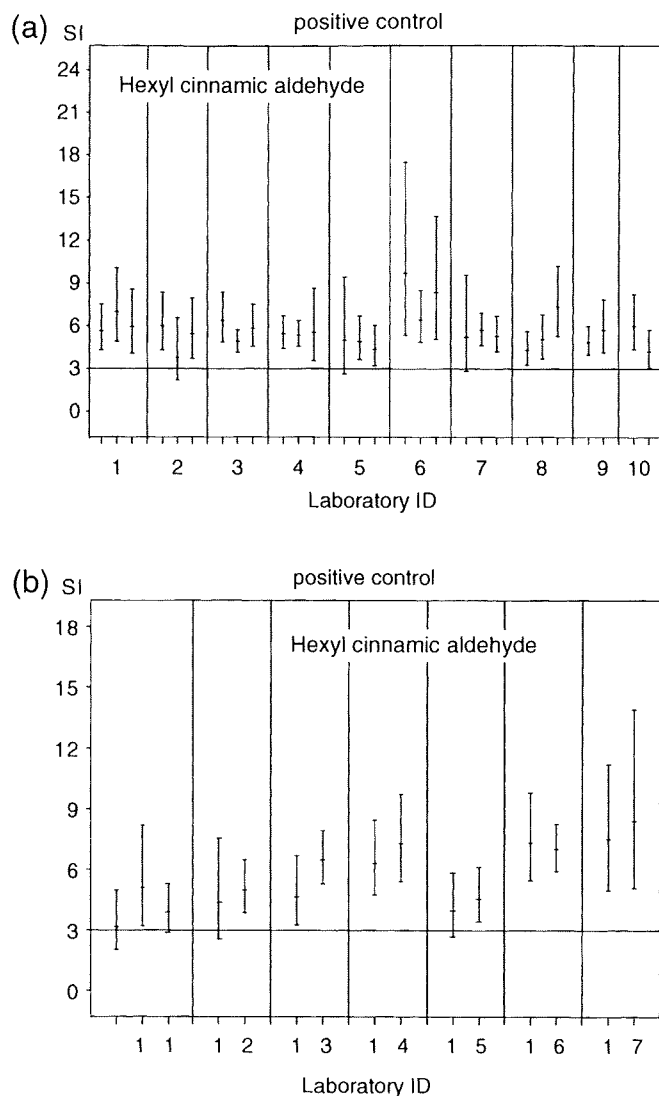 (a) SI positive control
Hexyl cinnamic aldehyde
24
21
18
15
12
9
6
3
0
1 2 3 4 5 6 7 8 9 10
Laboratory ID
(b) SI positive control
Hexyl cinnamic aldehyde
18
15
12
9
6
3
0
1 1 1 2 1 3 1 4 1 5 1 6 1 7
Laboratory ID